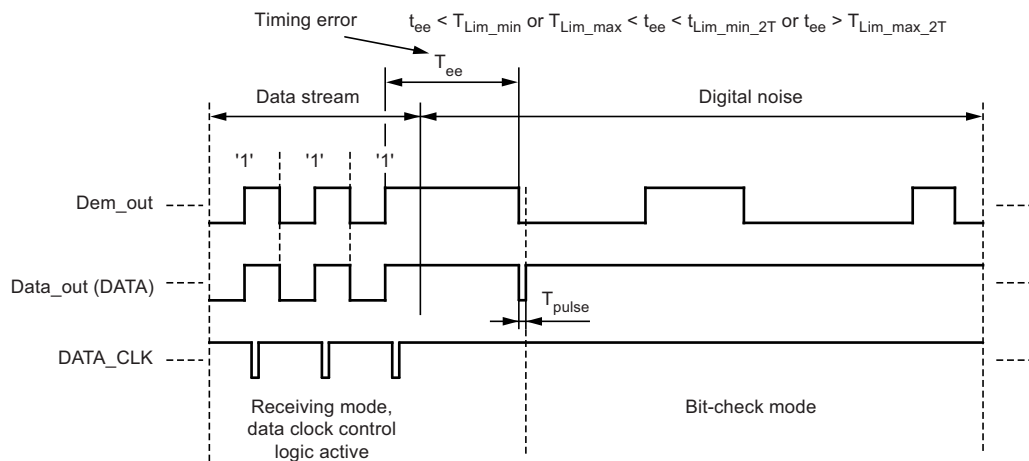 Timing error
t_ee < T_Lim_min or T_Lim_max < t_ee < t_Lim_min_2T or t_ee > T_Lim_max_2T
T_ee
Data stream
Digital noise
'1' '1' '1'
Dem_out
Data_out (DATA)
T_pulse
DATA_CLK
Receiving mode,
data clock control
logic active
Bit-check mode